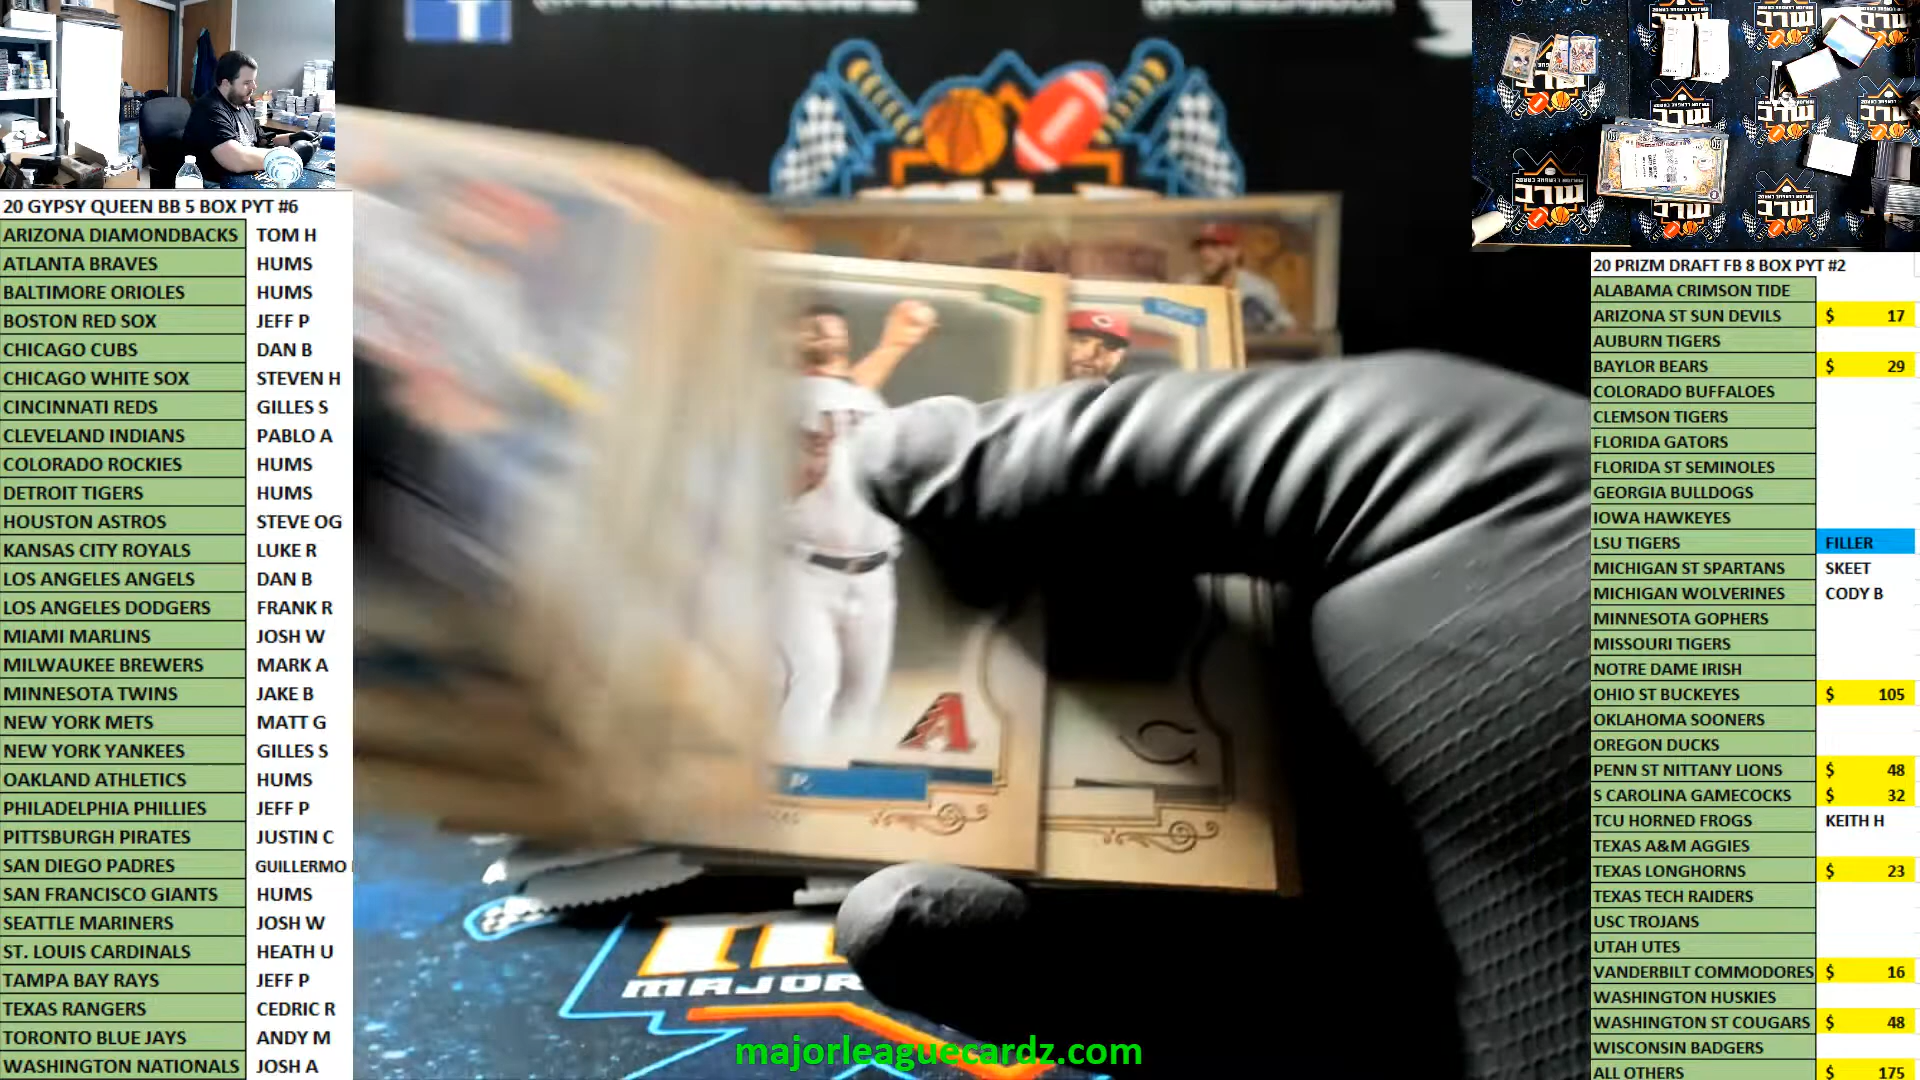 20 GYPSY QUEEN BB 5 BOX PYT #6
ARIZONA DIAMONDBACKS TOM H
ATLANTA BRAVES HUMS
BALTIMORE ORIOLES HUMS
BOSTON RED SOX JEFF P
CHICAGO CUBS DAN B
CHICAGO WHITE SOX STEVEN H
CINCINNATI REDS GILLES S
CLEVELAND INDIANS PABLO A
COLORADO ROCKIES HUMS
DETROIT TIGERS HUMS
HOUSTON ASTROS STEVE OG
KANSAS CITY ROYALS LUKE R
LOS ANGELES ANGELS DAN B
LOS ANGELES DODGERS FRANK R
MIAMI MARLINS JOSH W
MILWAUKEE BREWERS MARK A
MINNESOTA TWINS JAKE B
NEW YORK METS MATT G
NEW YORK YANKEES GILLES S
OAKLAND ATHLETICS HUMS
PHILADELPHIA PHILLIES JEFF P
PITTSBURGH PIRATES JUSTIN C
SAN DIEGO PADRES GUILLERMO
SAN FRANCISCO GIANTS HUMS
SEATTLE MARINERS JOSH W
ST. LOUIS CARDINALS HEATH U
TAMPA BAY RAYS JEFF P
TEXAS RANGERS CEDRIC R
TORONTO BLUE JAYS ANDY M
WASHINGTON NATIONALS JOSH A
A
C
MAJOR
majorleaguecardz.com
20 PRIZM DRAFT FB 8 BOX PYT #2
ALABAMA CRIMSON TIDE
ARIZONA ST SUN DEVILS $ 17
AUBURN TIGERS
BAYLOR BEARS $ 29
COLORADO BUFFALOES
CLEMSON TIGERS
FLORIDA GATORS
FLORIDA ST SEMINOLES
GEORGIA BULLDOGS
IOWA HAWKEYES
LSU TIGERS FILLER
MICHIGAN ST SPARTANS SKEET
MICHIGAN WOLVERINES CODY B
MINNESOTA GOPHERS
MISSOURI TIGERS
NOTRE DAME IRISH
OHIO ST BUCKEYES $ 105
OKLAHOMA SOONERS
OREGON DUCKS
PENN ST NITTANY LIONS $ 48
S CAROLINA GAMECOCKS $ 32
TCU HORNED FROGS KEITH H
TEXAS A&M AGGIES
TEXAS LONGHORNS $ 23
TEXAS TECH RAIDERS
USC TROJANS
UTAH UTES
VANDERBILT COMMODORES $ 16
WASHINGTON HUSKIES
WASHINGTON ST COUGARS $ 48
WISCONSIN BADGERS
ALL OTHERS $ 175